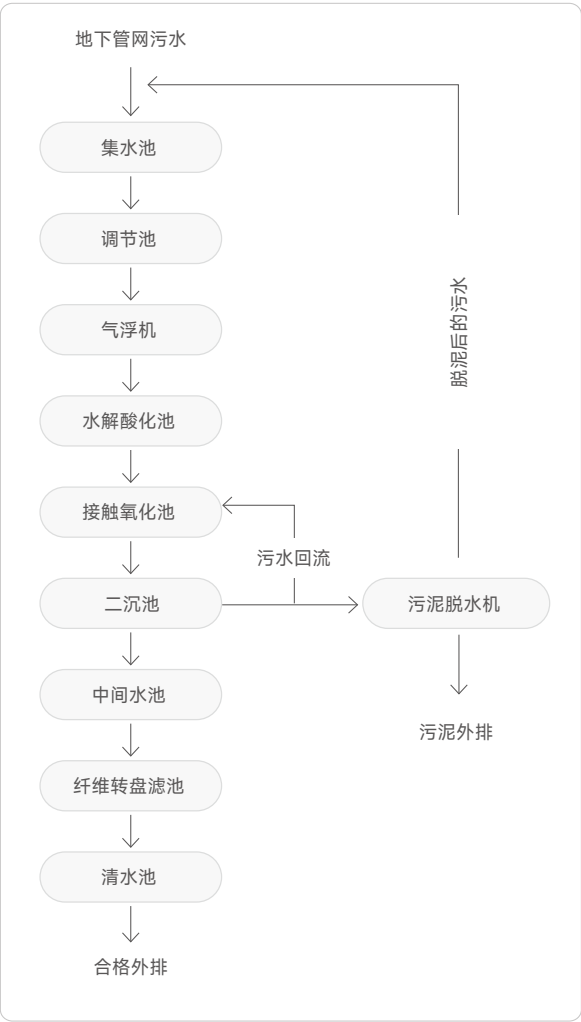 地下管网污水
集水池
调节池
气浮机
水解酸化池
接触氧化池
污水回流
二沉池
污泥脱水机
脱泥后的污水
中间水池
污泥外排
纤维转盘滤池
清水池
合格外排